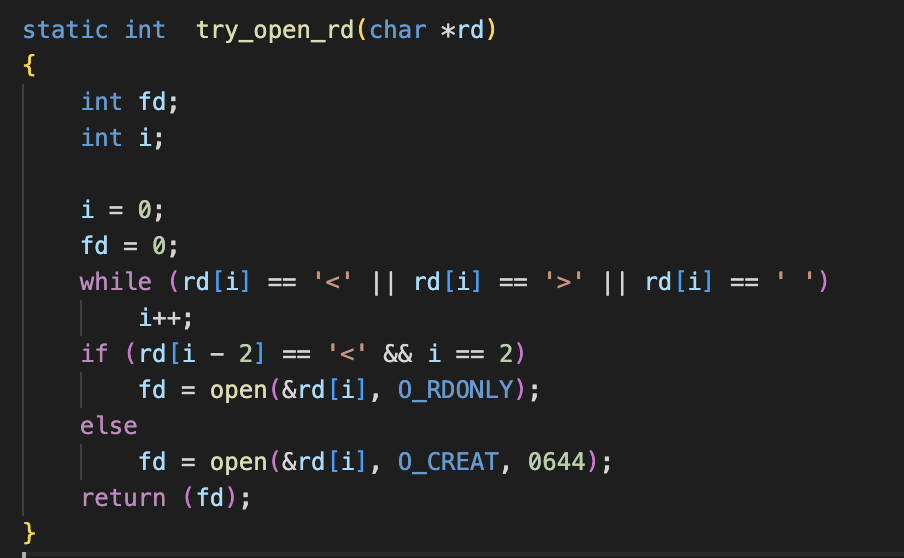 static int  try_open_rd(char *rd)
{
    int fd;
    int i;

    i = 0;
    fd = 0;
    while (rd[i] == '<' || rd[i] == '>' || rd[i] == ' ')
        i++;
    if (rd[i - 2] == '<' && i == 2)
        fd = open(&rd[i], O_RDONLY);
    else
        fd = open(&rd[i], O_CREAT, 0644);
    return (fd);
}